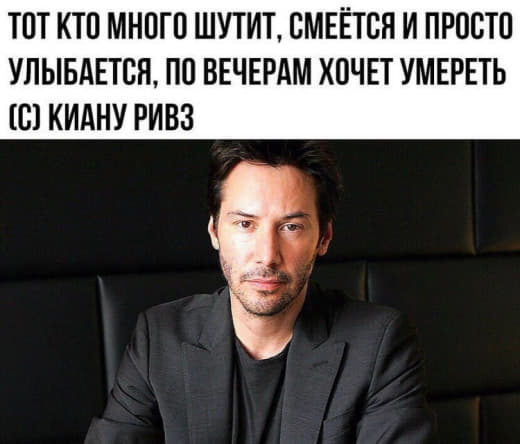 ТОТ КТО МНОГО ШУТИТ, СМЕЁТСЯ И ПРОСТО
УЛЫБАЕТСЯ, ПО ВЕЧЕРАМ ХОЧЕТ УМЕРЕТЬ
(С) КИАНУ РИВЗ